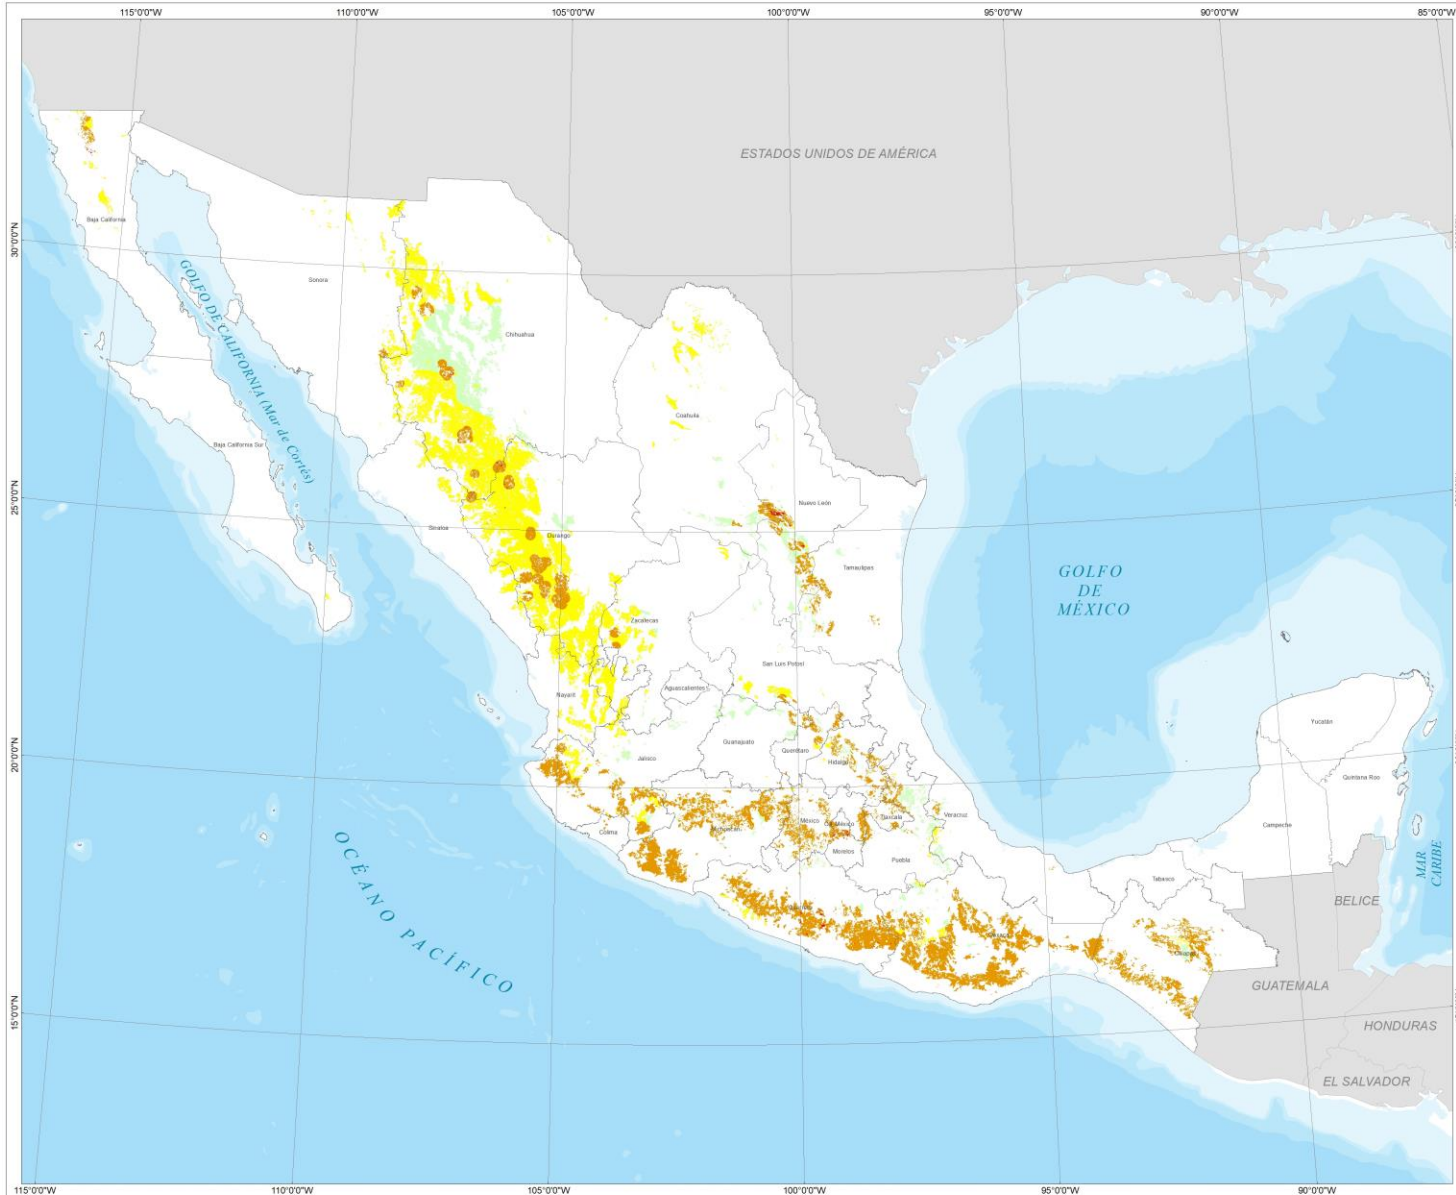 115°0'0"W 110°0'0"W 105°0'0"W 100°0'0"W 95°0'0"W 90°0'0"W 85°0'0"W
ESTADOS UNIDOS DE AMÉRICA
Baja California
30°0'0"N
Sonora
GOLFO DE CALIFORNIA (Mar de Cortés)
Chihuahua
Coahuila
Baja California Sur
25°0'0"N
Nuevo León
Sinaloa
Durango
Tamaulipas
GOLFO
DE
MÉXICO
Zacatecas
San Luis Potosí
Nayarit
Aguascalientes
Yucatán
20°0'0"N
Guanajuato
Querétaro
Jalisco
Hidalgo
Quintana Roo
México
Tlaxcala
Veracruz
Colima
Michoacán
Campeche
Morelos
Puebla
MAR
CARIBE
Tabasco
BELICE
OCÉANO PACÍFICO
Oaxaca
Chiapas
GUATEMALA
15°0'0"N
HONDURAS
EL SALVADOR
115°0'0"W 110°0'0"W 105°0'0"W 100°0'0"W 95°0'0"W 90°0'0"W